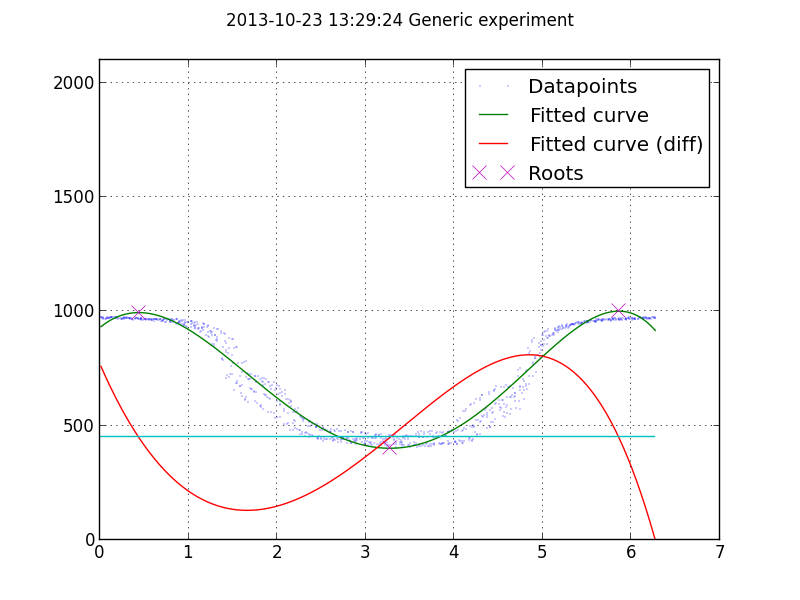 2013-10-23 13:29:24 Generic experiment
Datapoints
Fitted curve
Fitted curve (diff)
Roots
2000
1500
1000
500
0
0 1 2 3 4 5 6 7